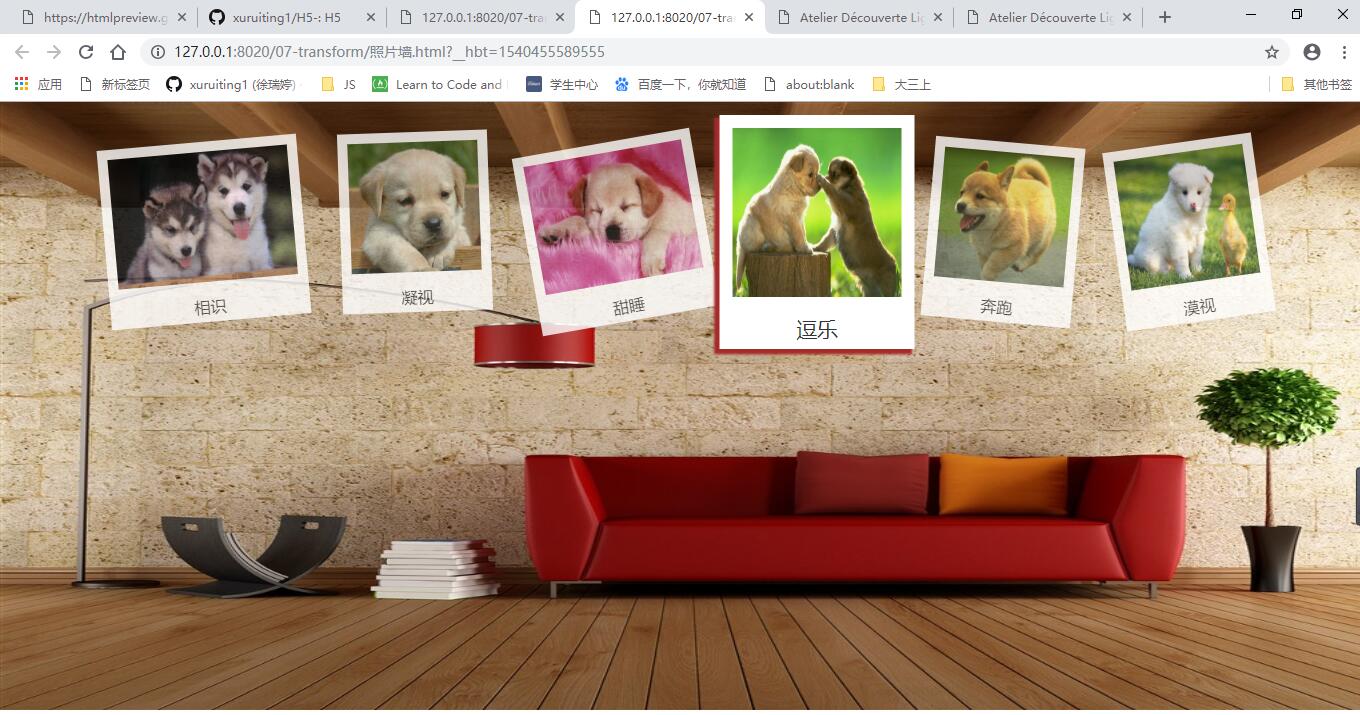 https://htmlpreview.g
xuruiting1/H5-: H5
127.0.0.1:8020/07-tra
127.0.0.1:8020/07-tra
Atelier Découverte Lig
Atelier Découverte Lig
127.0.0.1:8020/07-transform/照片墙.html?__hbt=1540455589555
应用
新标签页
xuruiting1 (徐瑞婷)
JS
Learn to Code and
学生中心
百度一下，你就知道
about:blank
大三上
其他书签
相识
凝视
甜睡
逗乐
奔跑
漠视